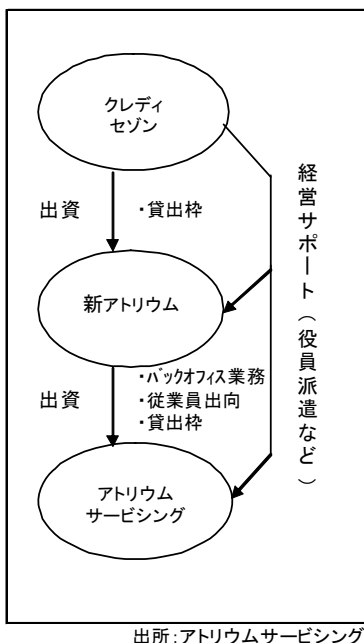 クレディ
セゾン
出資
・貸出枠
新アトリウム
出資
・バックオフィス業務
・従業員出向
・貸出枠
アトリウム
サービシング
経営サポート（役員派遣など）
出所：アトリウムサービシング